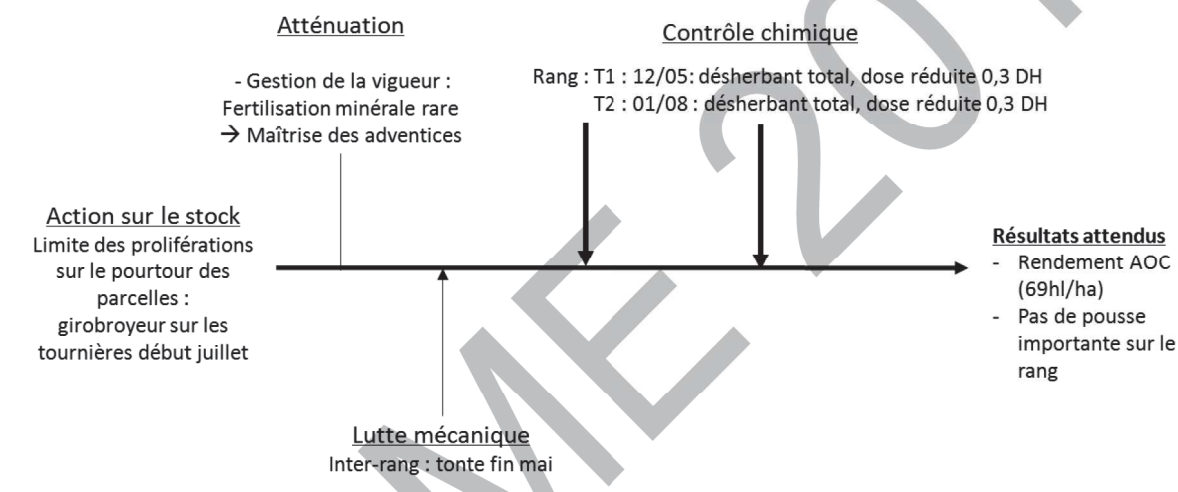 Atténuation
- Gestion de la vigueur :
Fertilisation minérale rare
→ Maîtrise des adventices
Contrôle chimique
Rang : T1 : 12/05: désherbant total, dose réduite 0,3 DH
T2 : 01/08 : désherbant total, dose réduite 0,3 DH
Action sur le stock
Limite des proliférations
sur le pourtour des
parcelles :
girobroyeur sur les
tournières début juillet
Résultats attendus
- Rendement AOC
(69hl/ha)
- Pas de pousse
importante sur le
rang
Lutte mécanique
Inter-rang : tonte fin mai